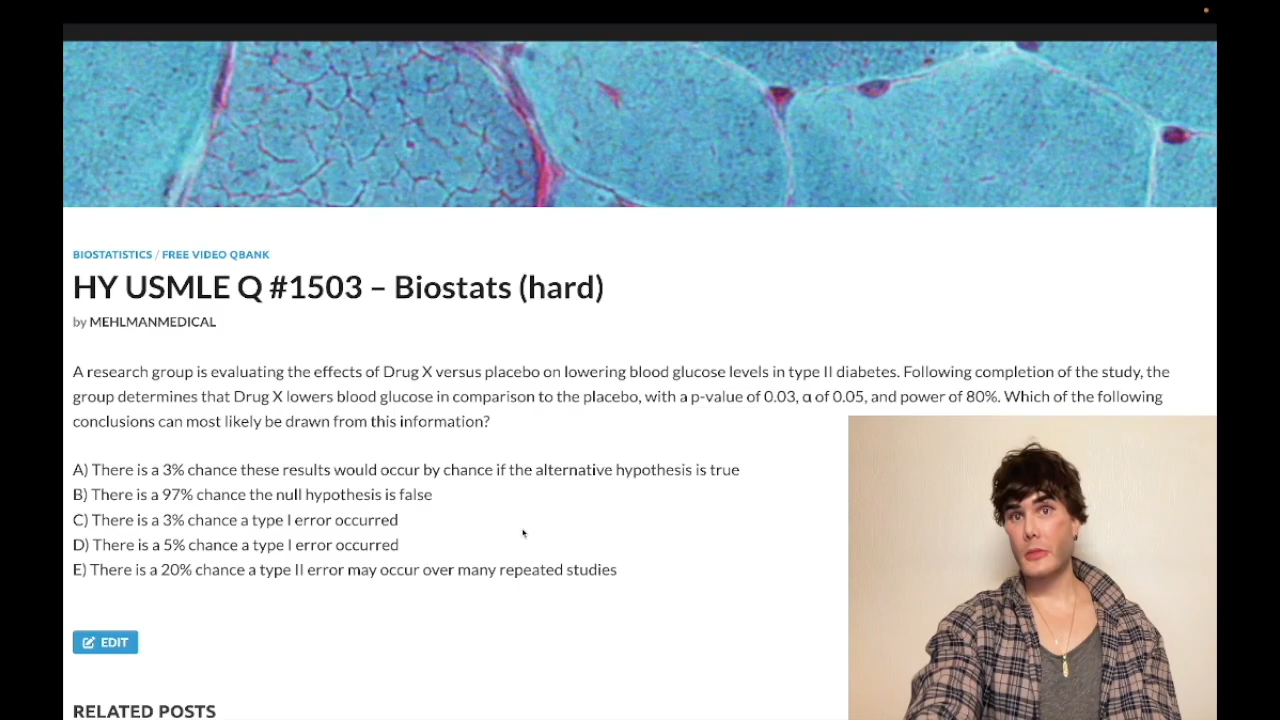 BIOSTATISTICS / FREE VIDEO QBANK
HY USMLE Q #1503 – Biostats (hard)
by MEHLMANMEDICAL
A research group is evaluating the effects of Drug X versus placebo on lowering blood glucose levels in type II diabetes. Following completion of the study, the
group determines that Drug X lowers blood glucose in comparison to the placebo, with a p-value of 0.03, α of 0.05, and power of 80%. Which of the following
conclusions can most likely be drawn from this information?
A) There is a 3% chance these results would occur by chance if the alternative hypothesis is true
B) There is a 97% chance the null hypothesis is false
C) There is a 3% chance a type I error occurred
D) There is a 5% chance a type I error occurred
E) There is a 20% chance a type II error may occur over many repeated studies
EDIT
RELATED POSTS